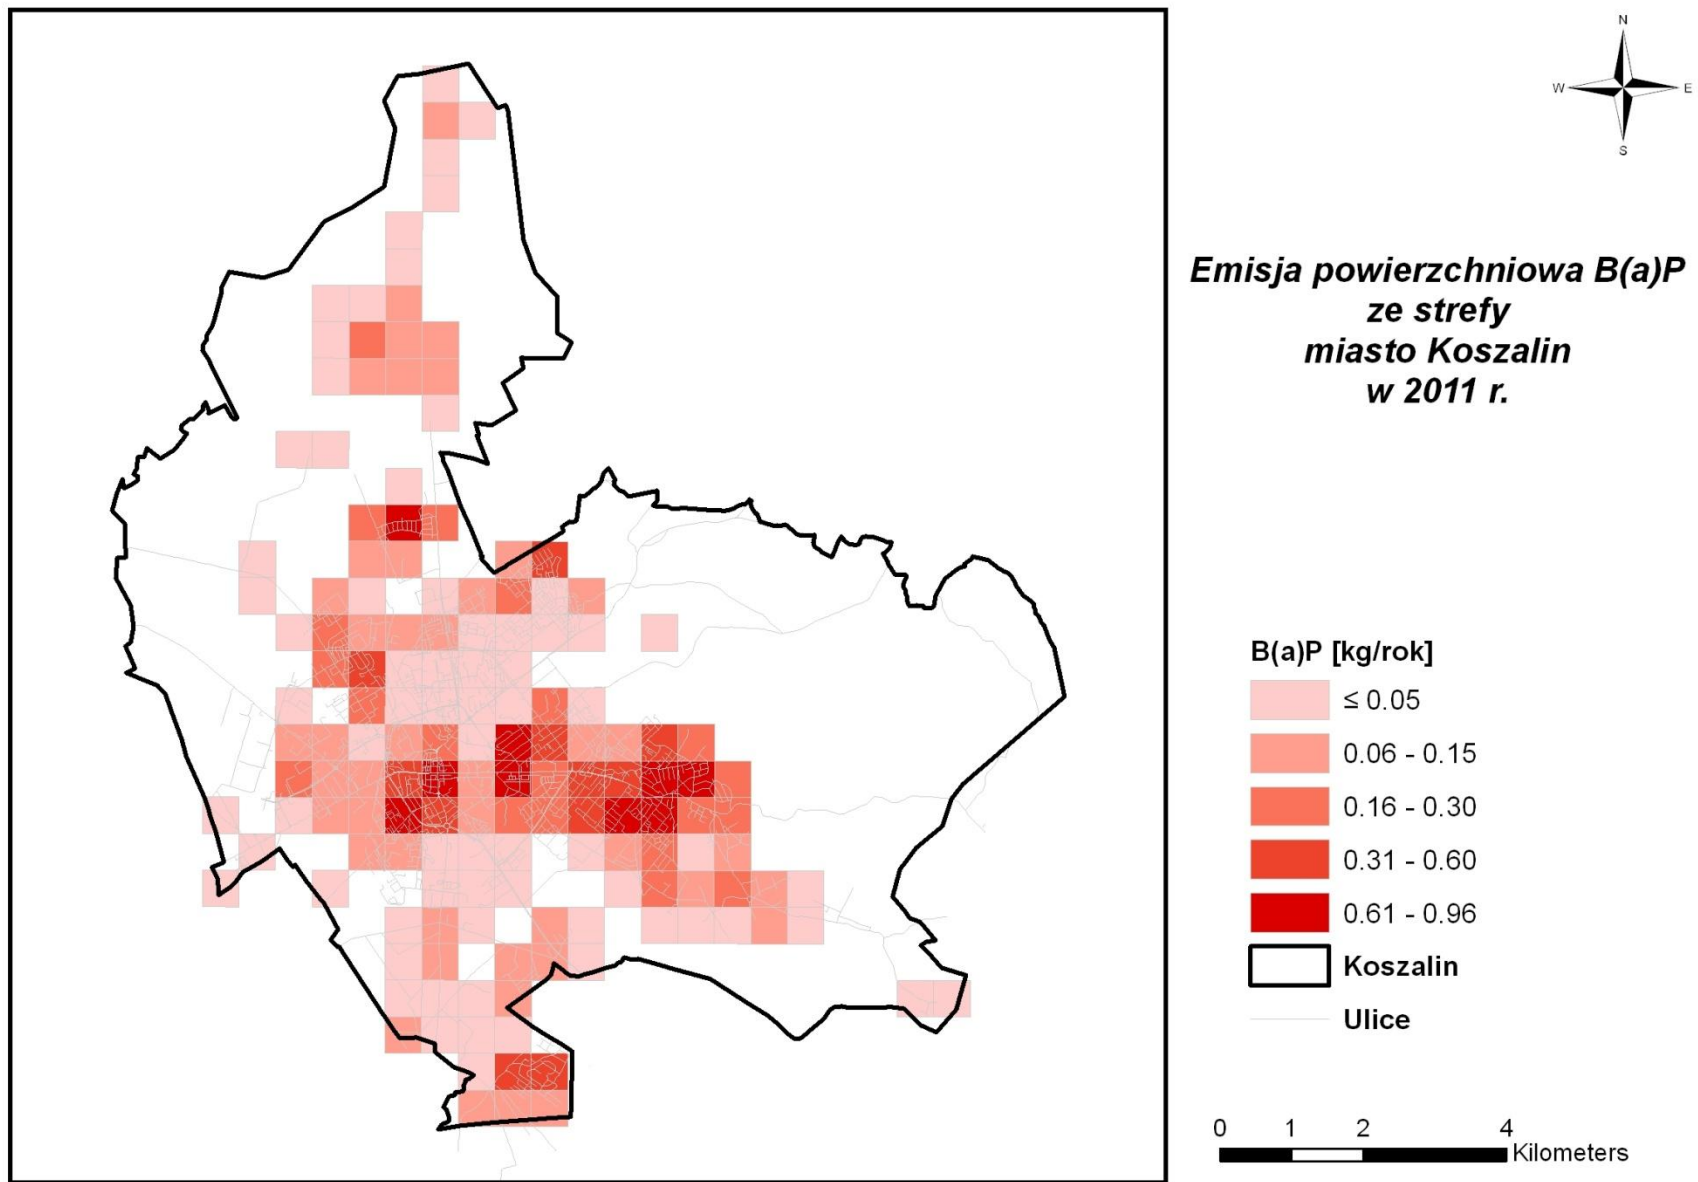 N
W
E
S
Emisja powierzchniowa B(a)P
ze strefy
miasto Koszalin
w 2011 r.
B(a)P [kg/rok]
≤ 0.05
0.06 - 0.15
0.16 - 0.30
0.31 - 0.60
0.61 - 0.96
Koszalin
Ulice
0 1 2 4
Kilometers